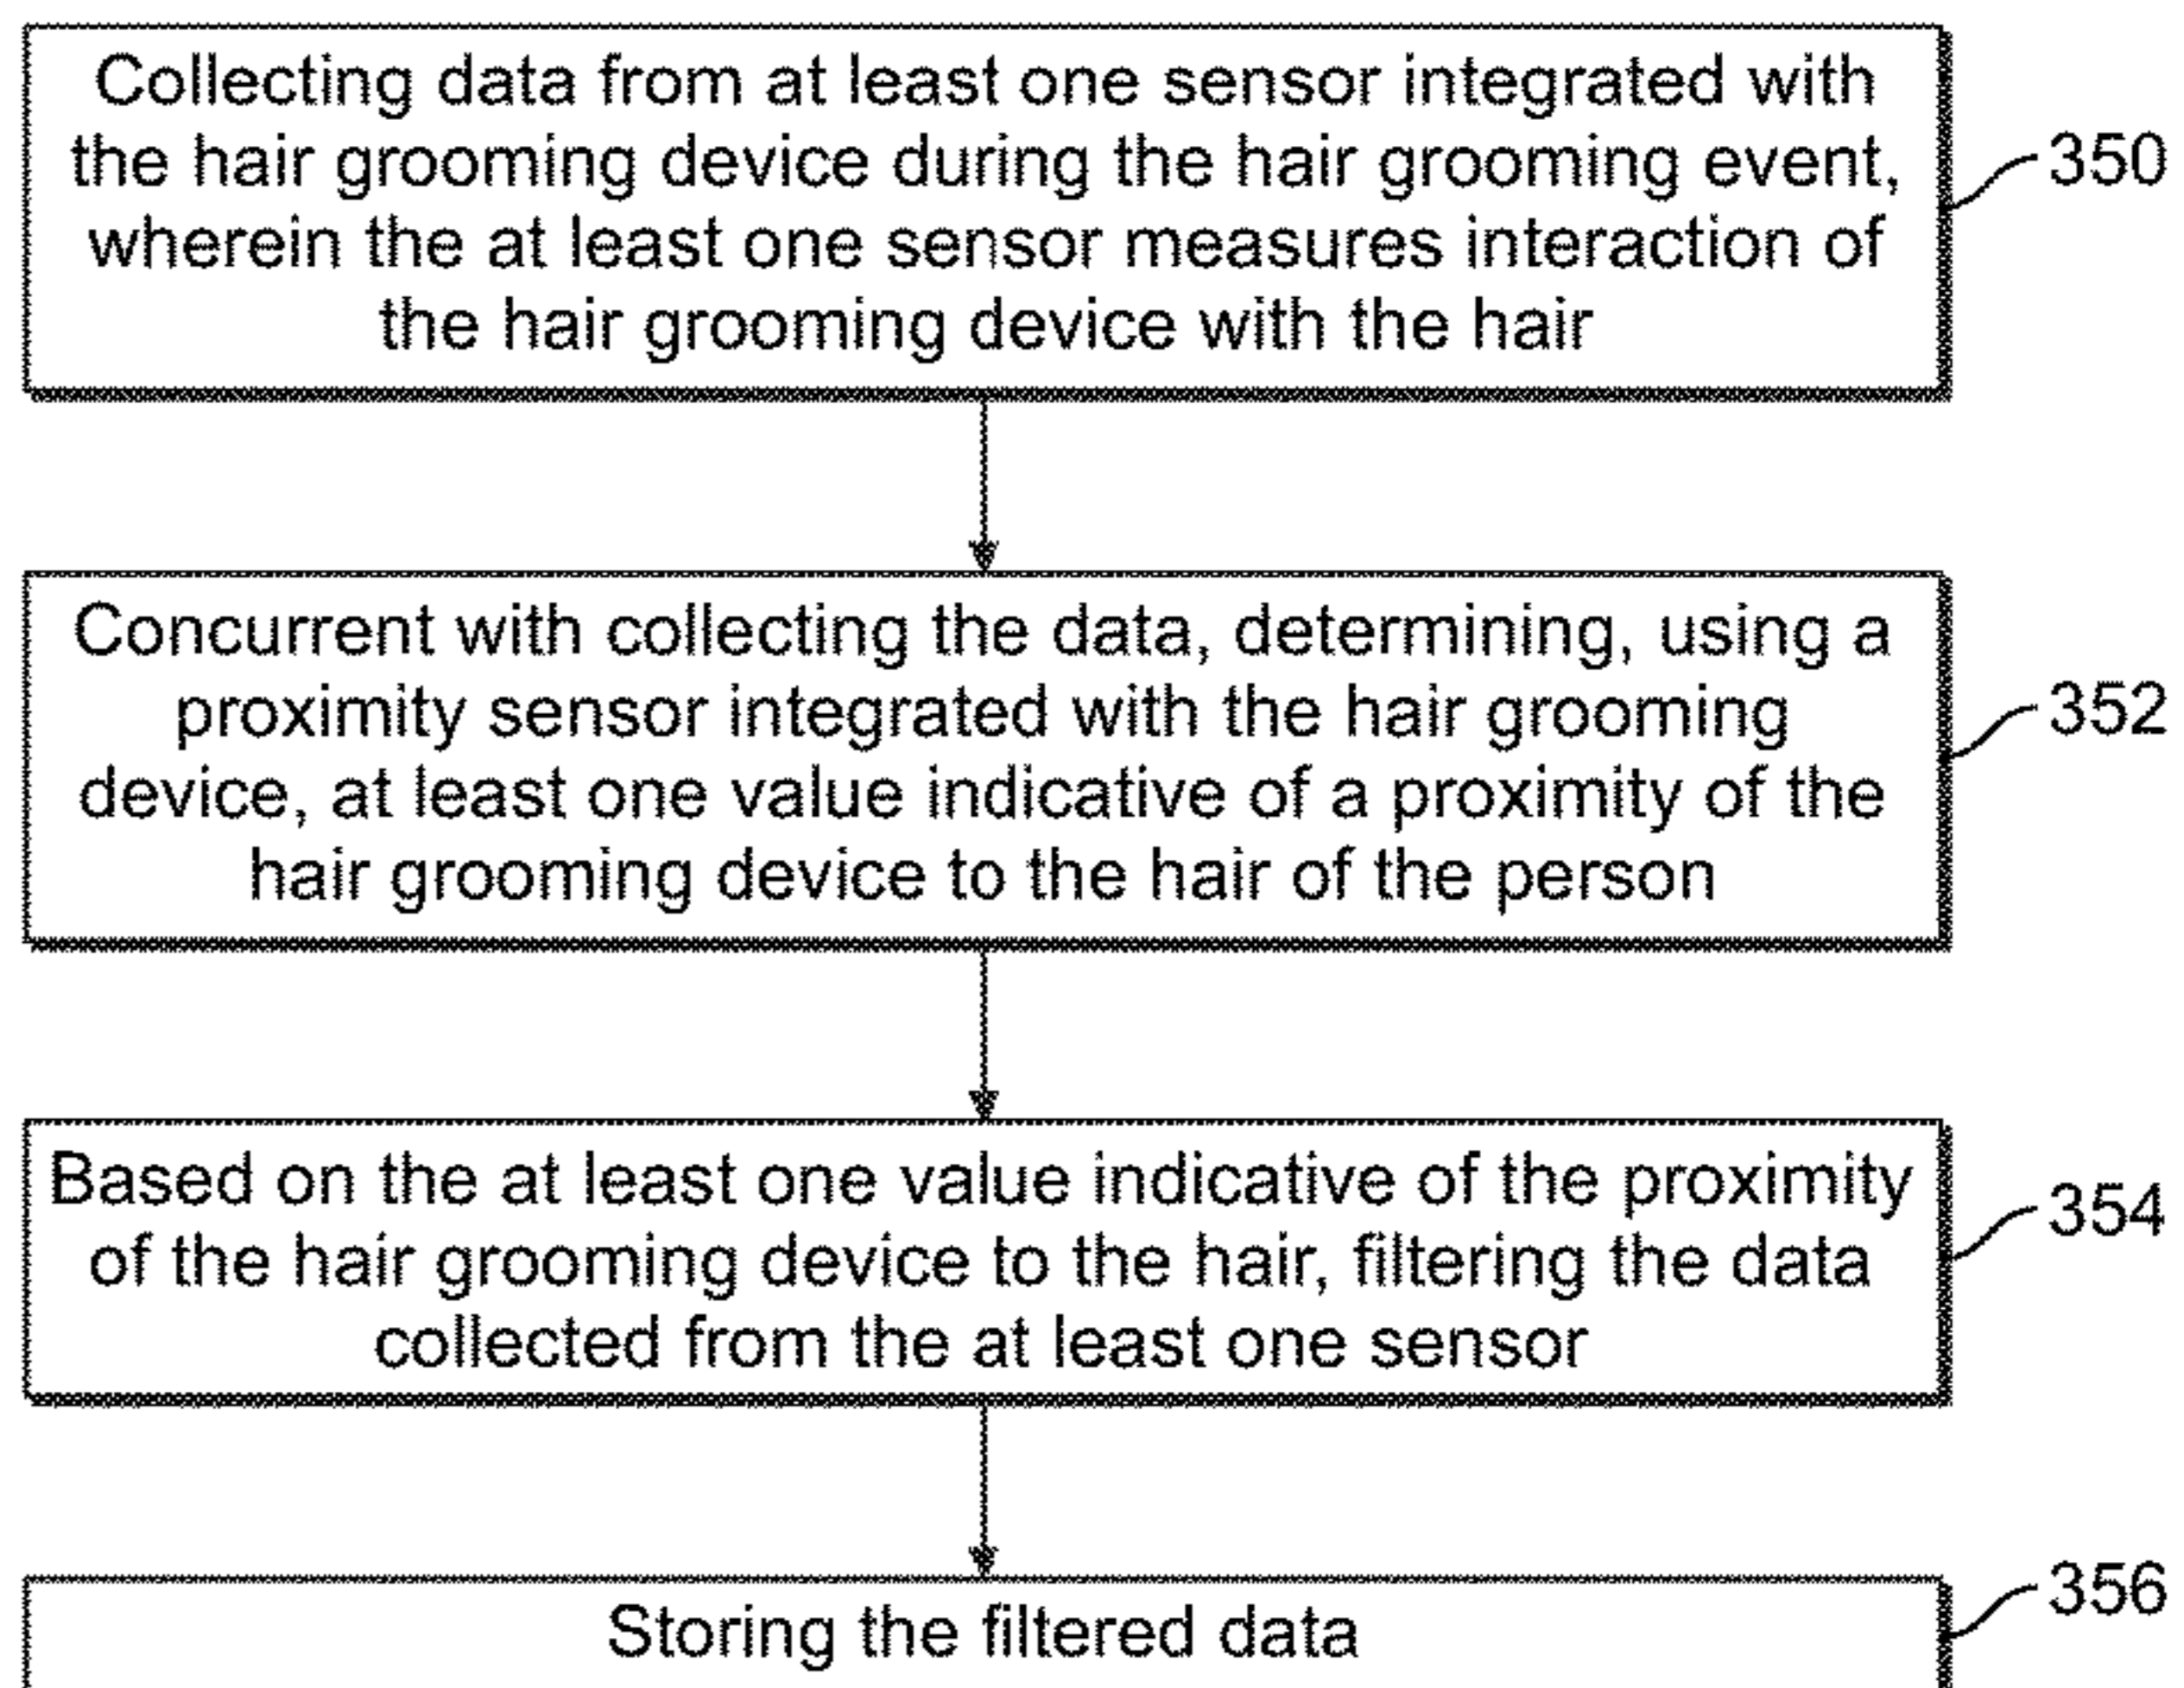 Collecting data from at least one sensor integrated with
the hair grooming device during the hair grooming event,
wherein the at least one sensor measures interaction of
the hair grooming device with the hair
350
Concurrent with collecting the data, determining, using a
proximity sensor integrated with the hair grooming
device, at least one value indicative of a proximity of the
hair grooming device to the hair of the person
352
Based on the at least one value indicative of the proximity
of the hair grooming device to the hair, filtering the data
collected from the at least one sensor
354
Storing the filtered data
356